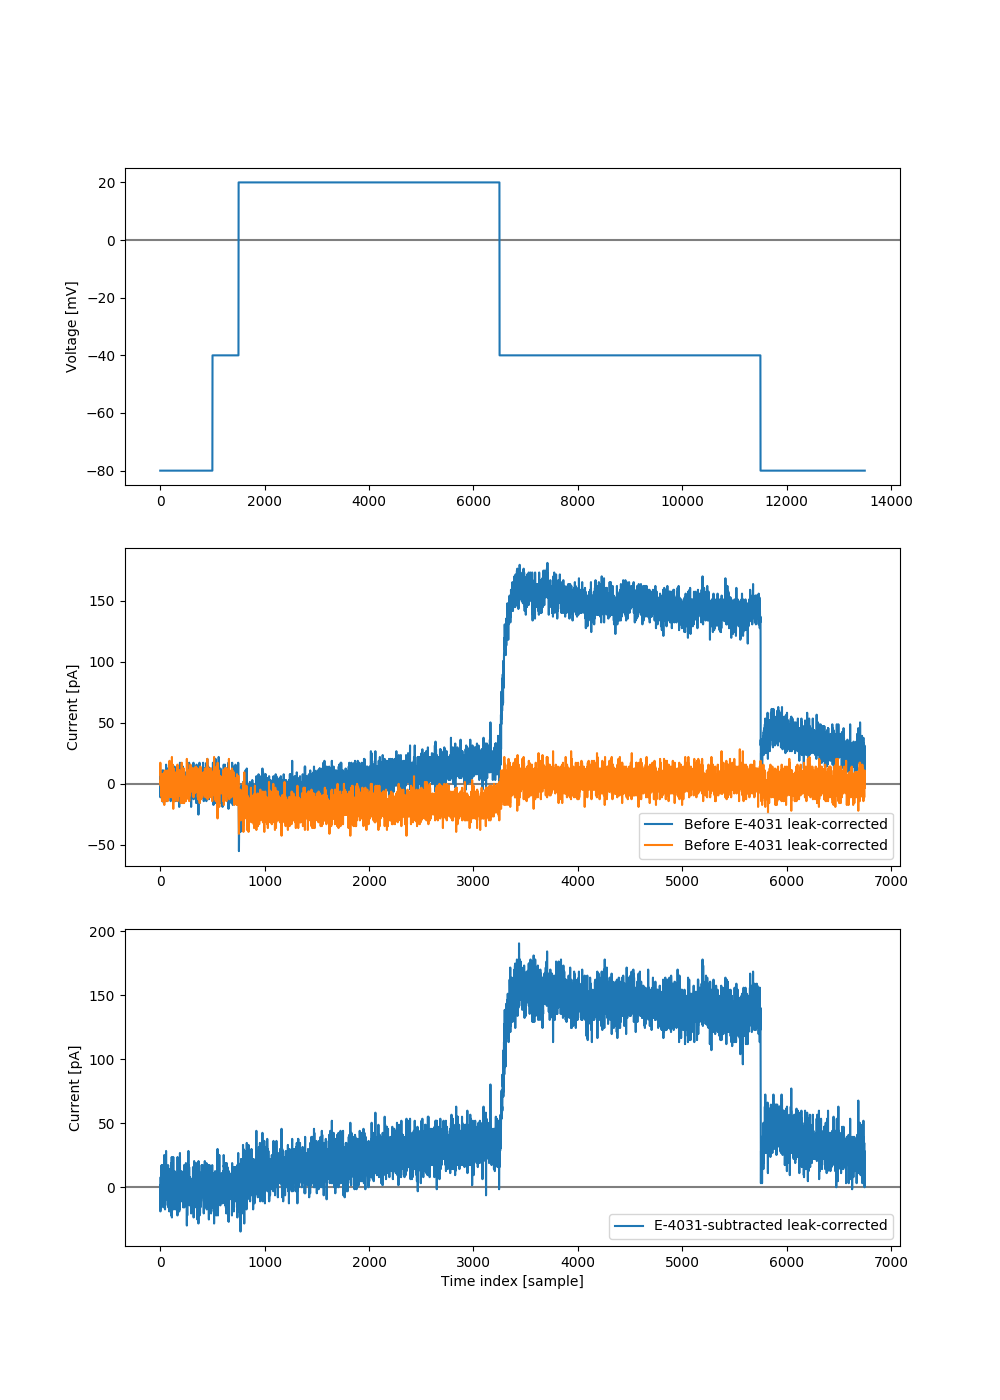 20
0
−20
−40
−60
−80
Voltage [mV]
0 2000 4000 6000 8000 10000 12000 14000
150
100
50
0
−50
Current [pA]
Before E-4031 leak-corrected
Before E-4031 leak-corrected
0 1000 2000 3000 4000 5000 6000 7000
200
150
100
50
0
Current [pA]
E-4031-subtracted leak-corrected
0 1000 2000 3000 4000 5000 6000 7000
Time index [sample]